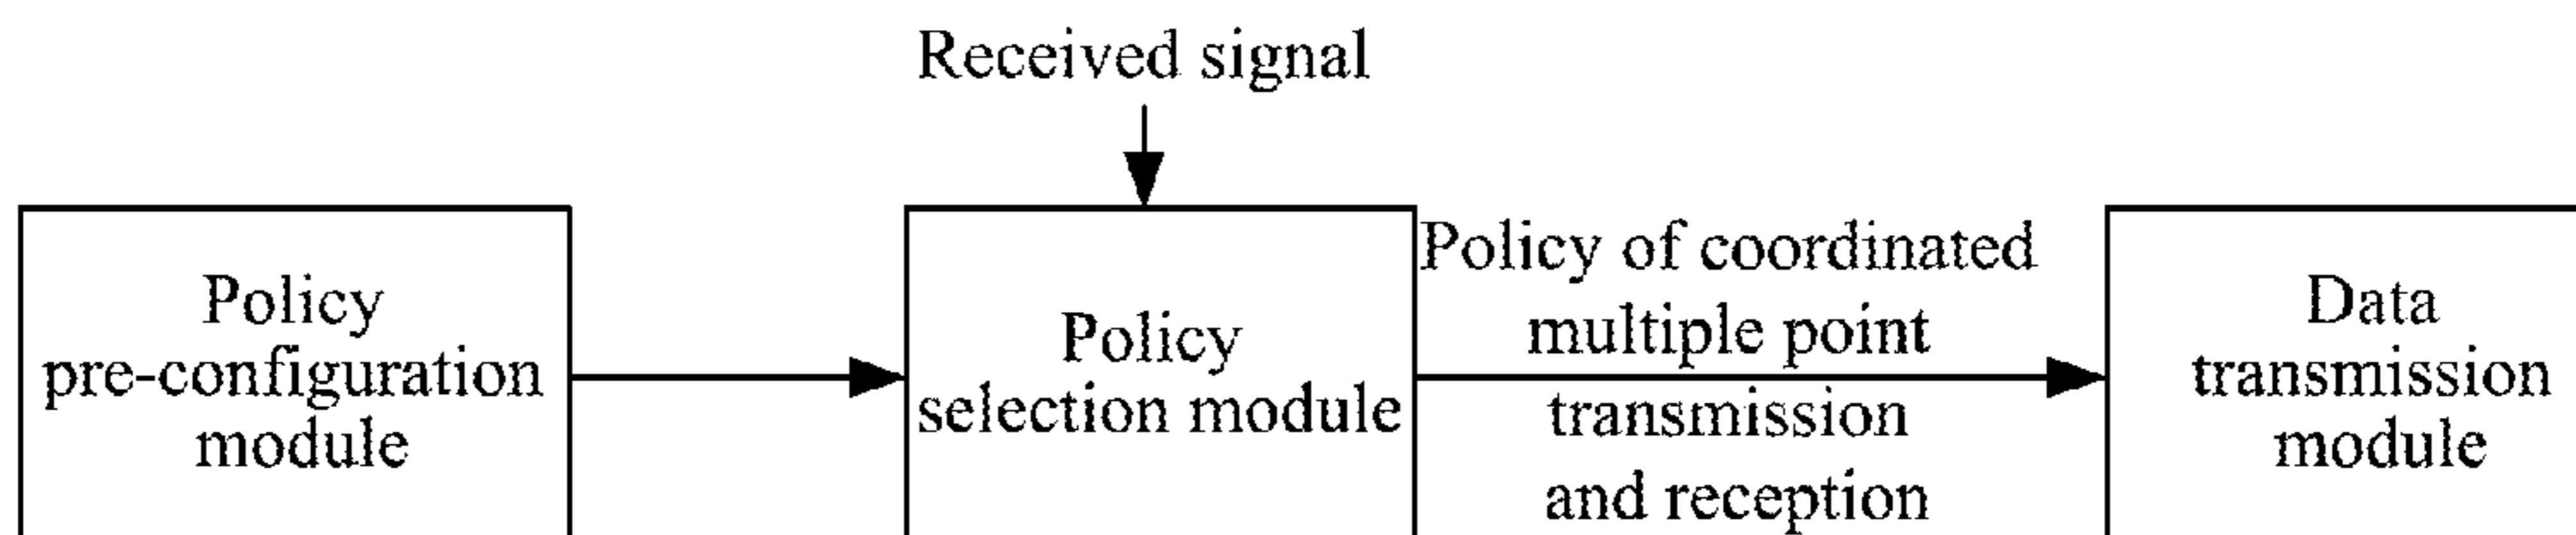 Received signal
Policy
pre-configuration
module
Policy
selection module
Policy of coordinated
multiple point
transmission
and reception
Data
transmission
module